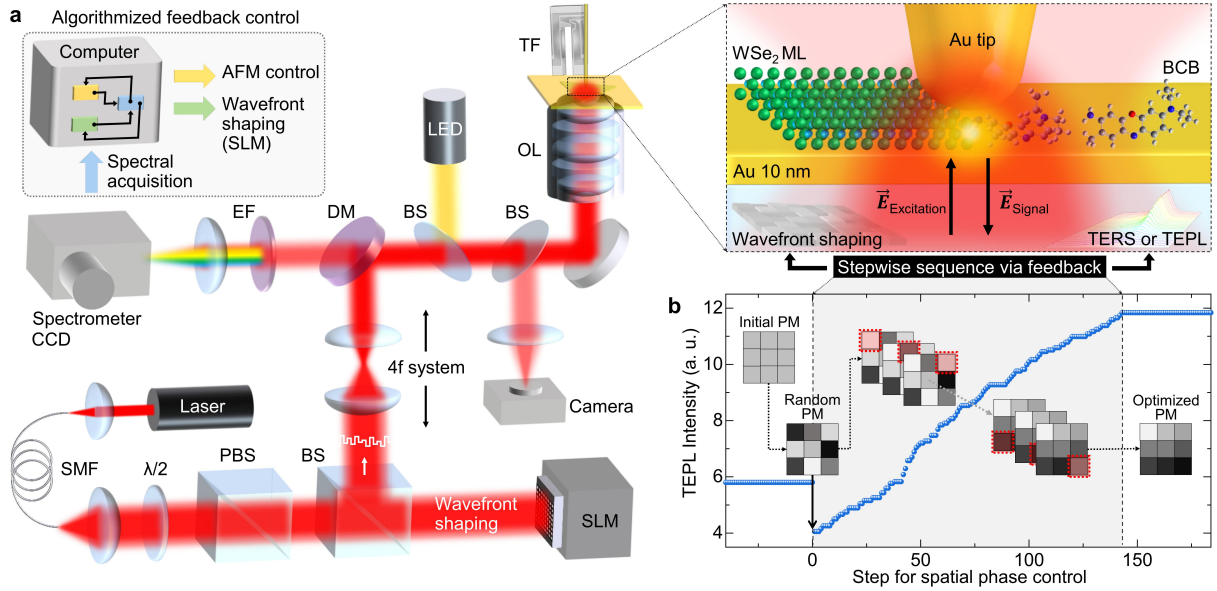 a
Algorithmized feedback control
Computer
AFM control
Wavefront
shaping
(SLM)
Spectral
acquisition
TF
LED
OL
EF
DM
BS
BS
Spectrometer
CCD
4f system
Camera
Laser
SMF
λ/2
PBS
BS
Wavefront
shaping
SLM
Au tip
WSe2 ML
BCB
Au 10 nm
E Excitation
E Signal
Wavefront shaping
TERS or TEPL
Stepwise sequence via feedback
b
TEPL Intensity (a. u.)
12
10
8
6
4
Initial PM
Random
PM
Optimized
PM
0
50
100
150
Step for spatial phase control